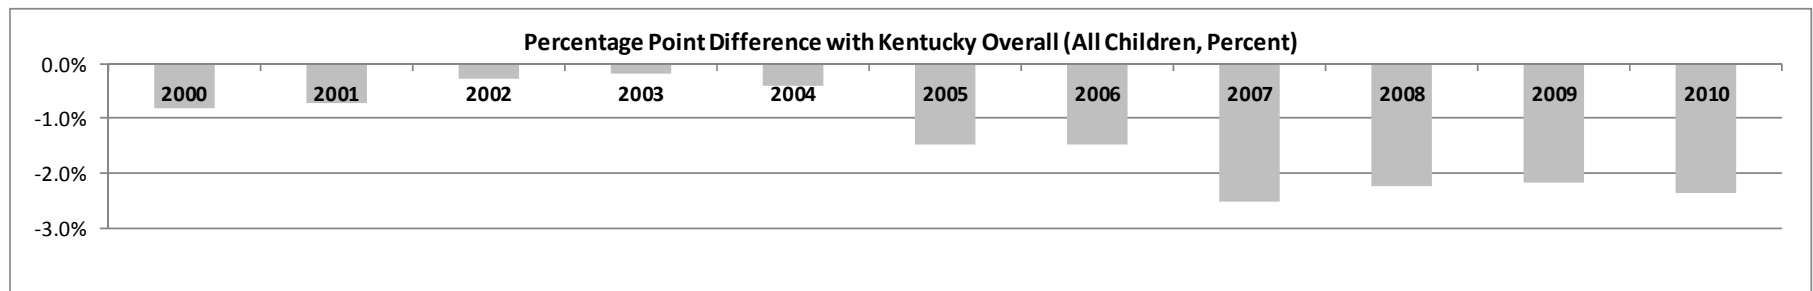 Percentage Point Difference with Kentucky Overall (All Children, Percent)
0.0%
2000 2001 2002 2003 2004 2005 2006 2007 2008 2009 2010
-1.0%
-2.0%
-3.0%